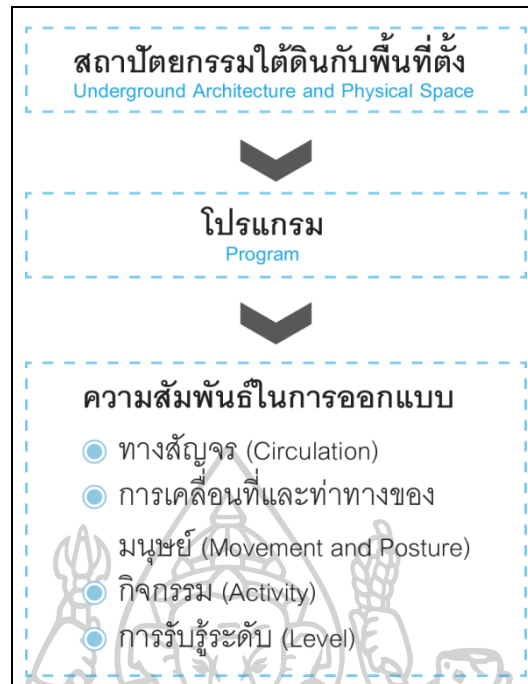 สถาปัตยกรรมใต้ดินกับพื้นที่ตั้ง
Underground Architecture and Physical Space
โปรแกรม
Program
ความสัมพันธ์ในการออกแบบ
ทางสัญจร (Circulation)
การเคลื่อนที่และท่าทางของ
มนุษย์ (Movement and Posture)
กิจกรรม (Activity)
การรับรู้ระดับ (Level)